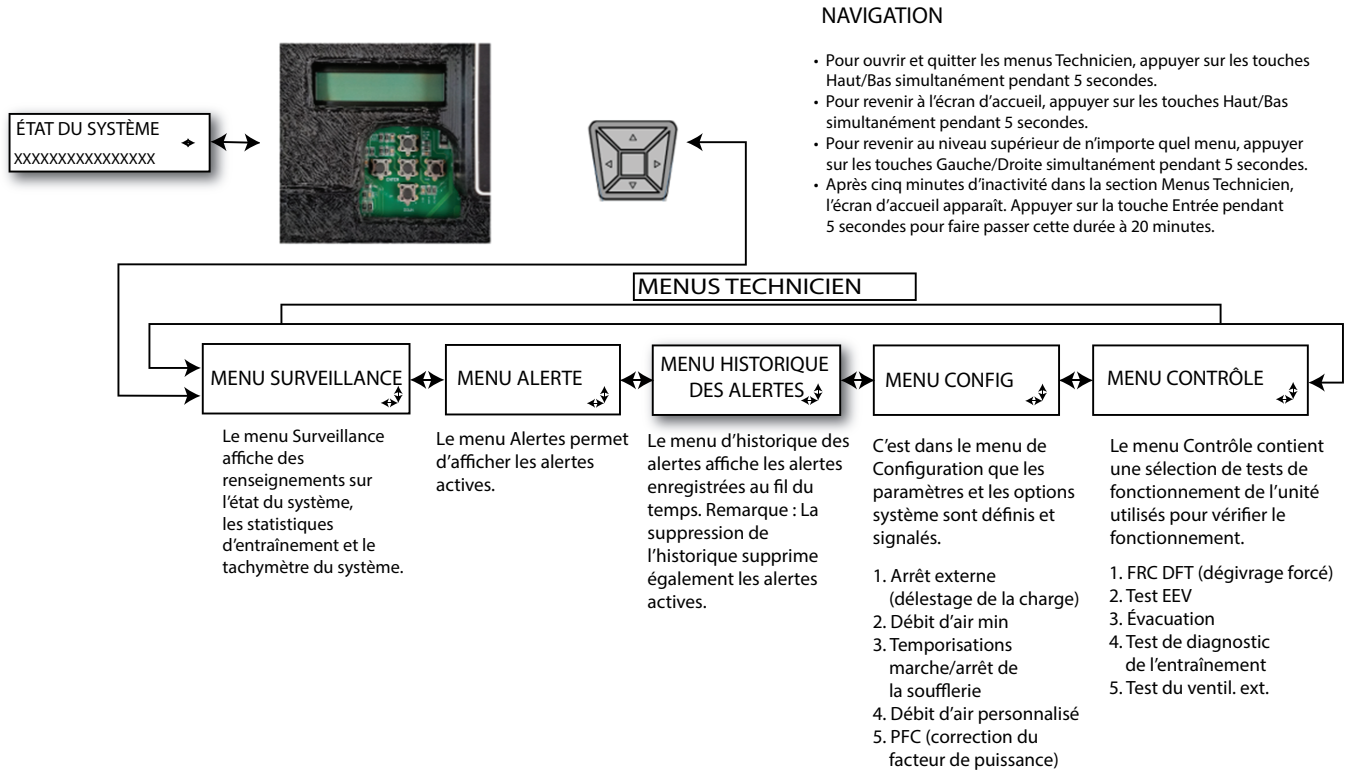 NAVIGATION
• Pour ouvrir et quitter les menus Technicien, appuyer sur les touches
Haut/Bas simultanément pendant 5 secondes.
• Pour revenir à l'écran d'accueil, appuyer sur les touches Haut/Bas
simultanément pendant 5 secondes.
• Pour revenir au niveau supérieur de n'importe quel menu, appuyer
sur les touches Gauche/Droite simultanément pendant 5 secondes.
• Après cinq minutes d'inactivité dans la section Menus Technicien,
l'écran d'accueil apparaît. Appuyer sur la touche Entrée pendant
5 secondes pour faire passer cette durée à 20 minutes.
ÉTAT DU SYSTÈME
XXXXXXXXXXXXXXXX
MENUS TECHNICIEN
MENU SURVEILLANCE
Le menu Surveillance
affiche des
renseignements sur
l'état du système,
les statistiques
d'entraînement et le
tachymètre du système.
MENU ALERTE
Le menu Alertes permet
d'afficher les alertes
actives.
MENU HISTORIQUE
DES ALERTES
Le menu d'historique des
alertes affiche les alertes
enregistrées au fil du
temps. Remarque : La
suppression de
l'historique supprime
également les alertes
actives.
MENU CONFIG
C'est dans le menu de
Configuration que les
paramètres et les options
système sont définis et
signalés.
1. Arrêt externe
(délestage de la charge)
2. Débit d'air min
3. Temporisations
marche/arrêt de
la soufflerie
4. Débit d'air personnalisé
5. PFC (correction du
facteur de puissance)
MENU CONTRÔLE
Le menu Contrôle contient
une sélection de tests de
fonctionnement de l'unité
utilisés pour vérifier le
fonctionnement.
1. FRC DFT (dégivrage forcé)
2. Test EEV
3. Évacuation
4. Test de diagnostic
de l'entraînement
5. Test du ventil. ext.